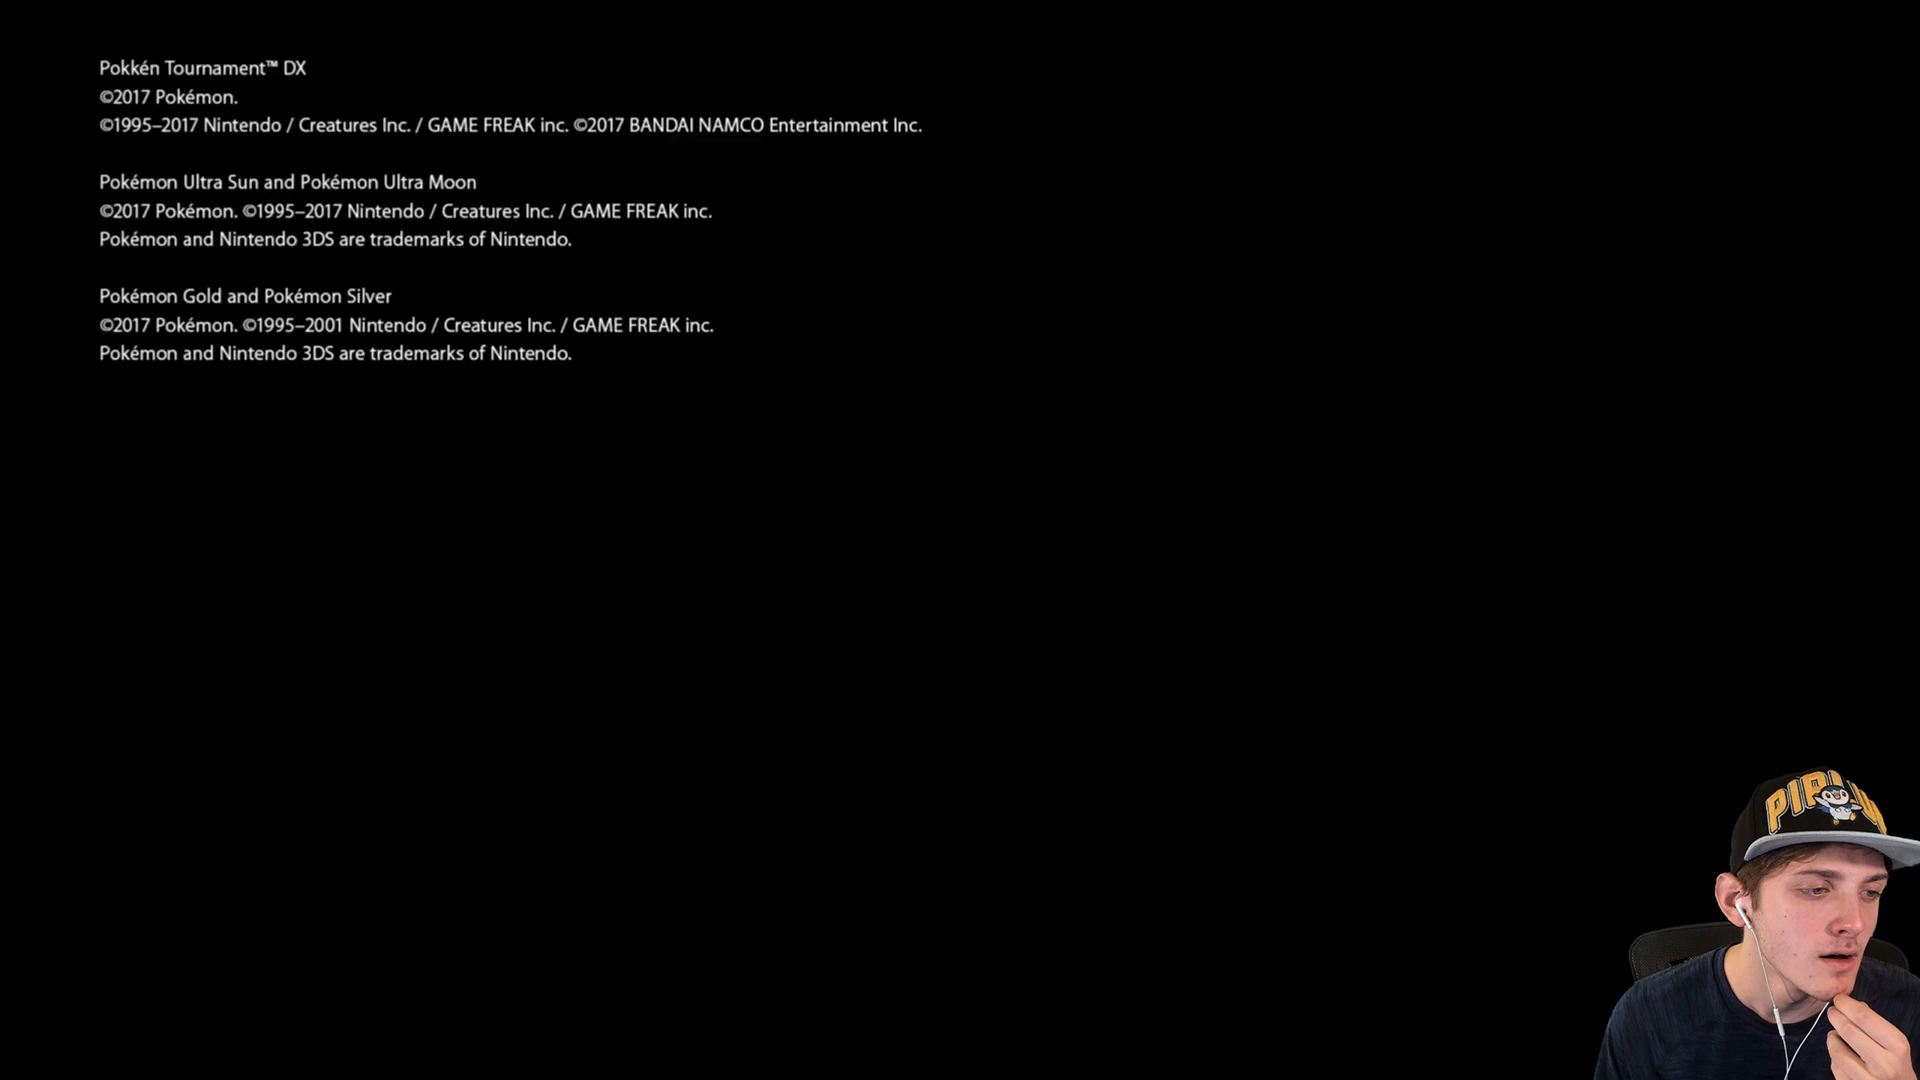 Pokkén Tournament™ DX
©2017 Pokémon.
©1995–2017 Nintendo / Creatures Inc. / GAME FREAK inc. ©2017 BANDAI NAMCO Entertainment Inc.
Pokémon Ultra Sun and Pokémon Ultra Moon
©2017 Pokémon. ©1995–2017 Nintendo / Creatures Inc. / GAME FREAK inc.
Pokémon and Nintendo 3DS are trademarks of Nintendo.
Pokémon Gold and Pokémon Silver
©2017 Pokémon. ©1995–2001 Nintendo / Creatures Inc. / GAME FREAK inc.
Pokémon and Nintendo 3DS are trademarks of Nintendo.